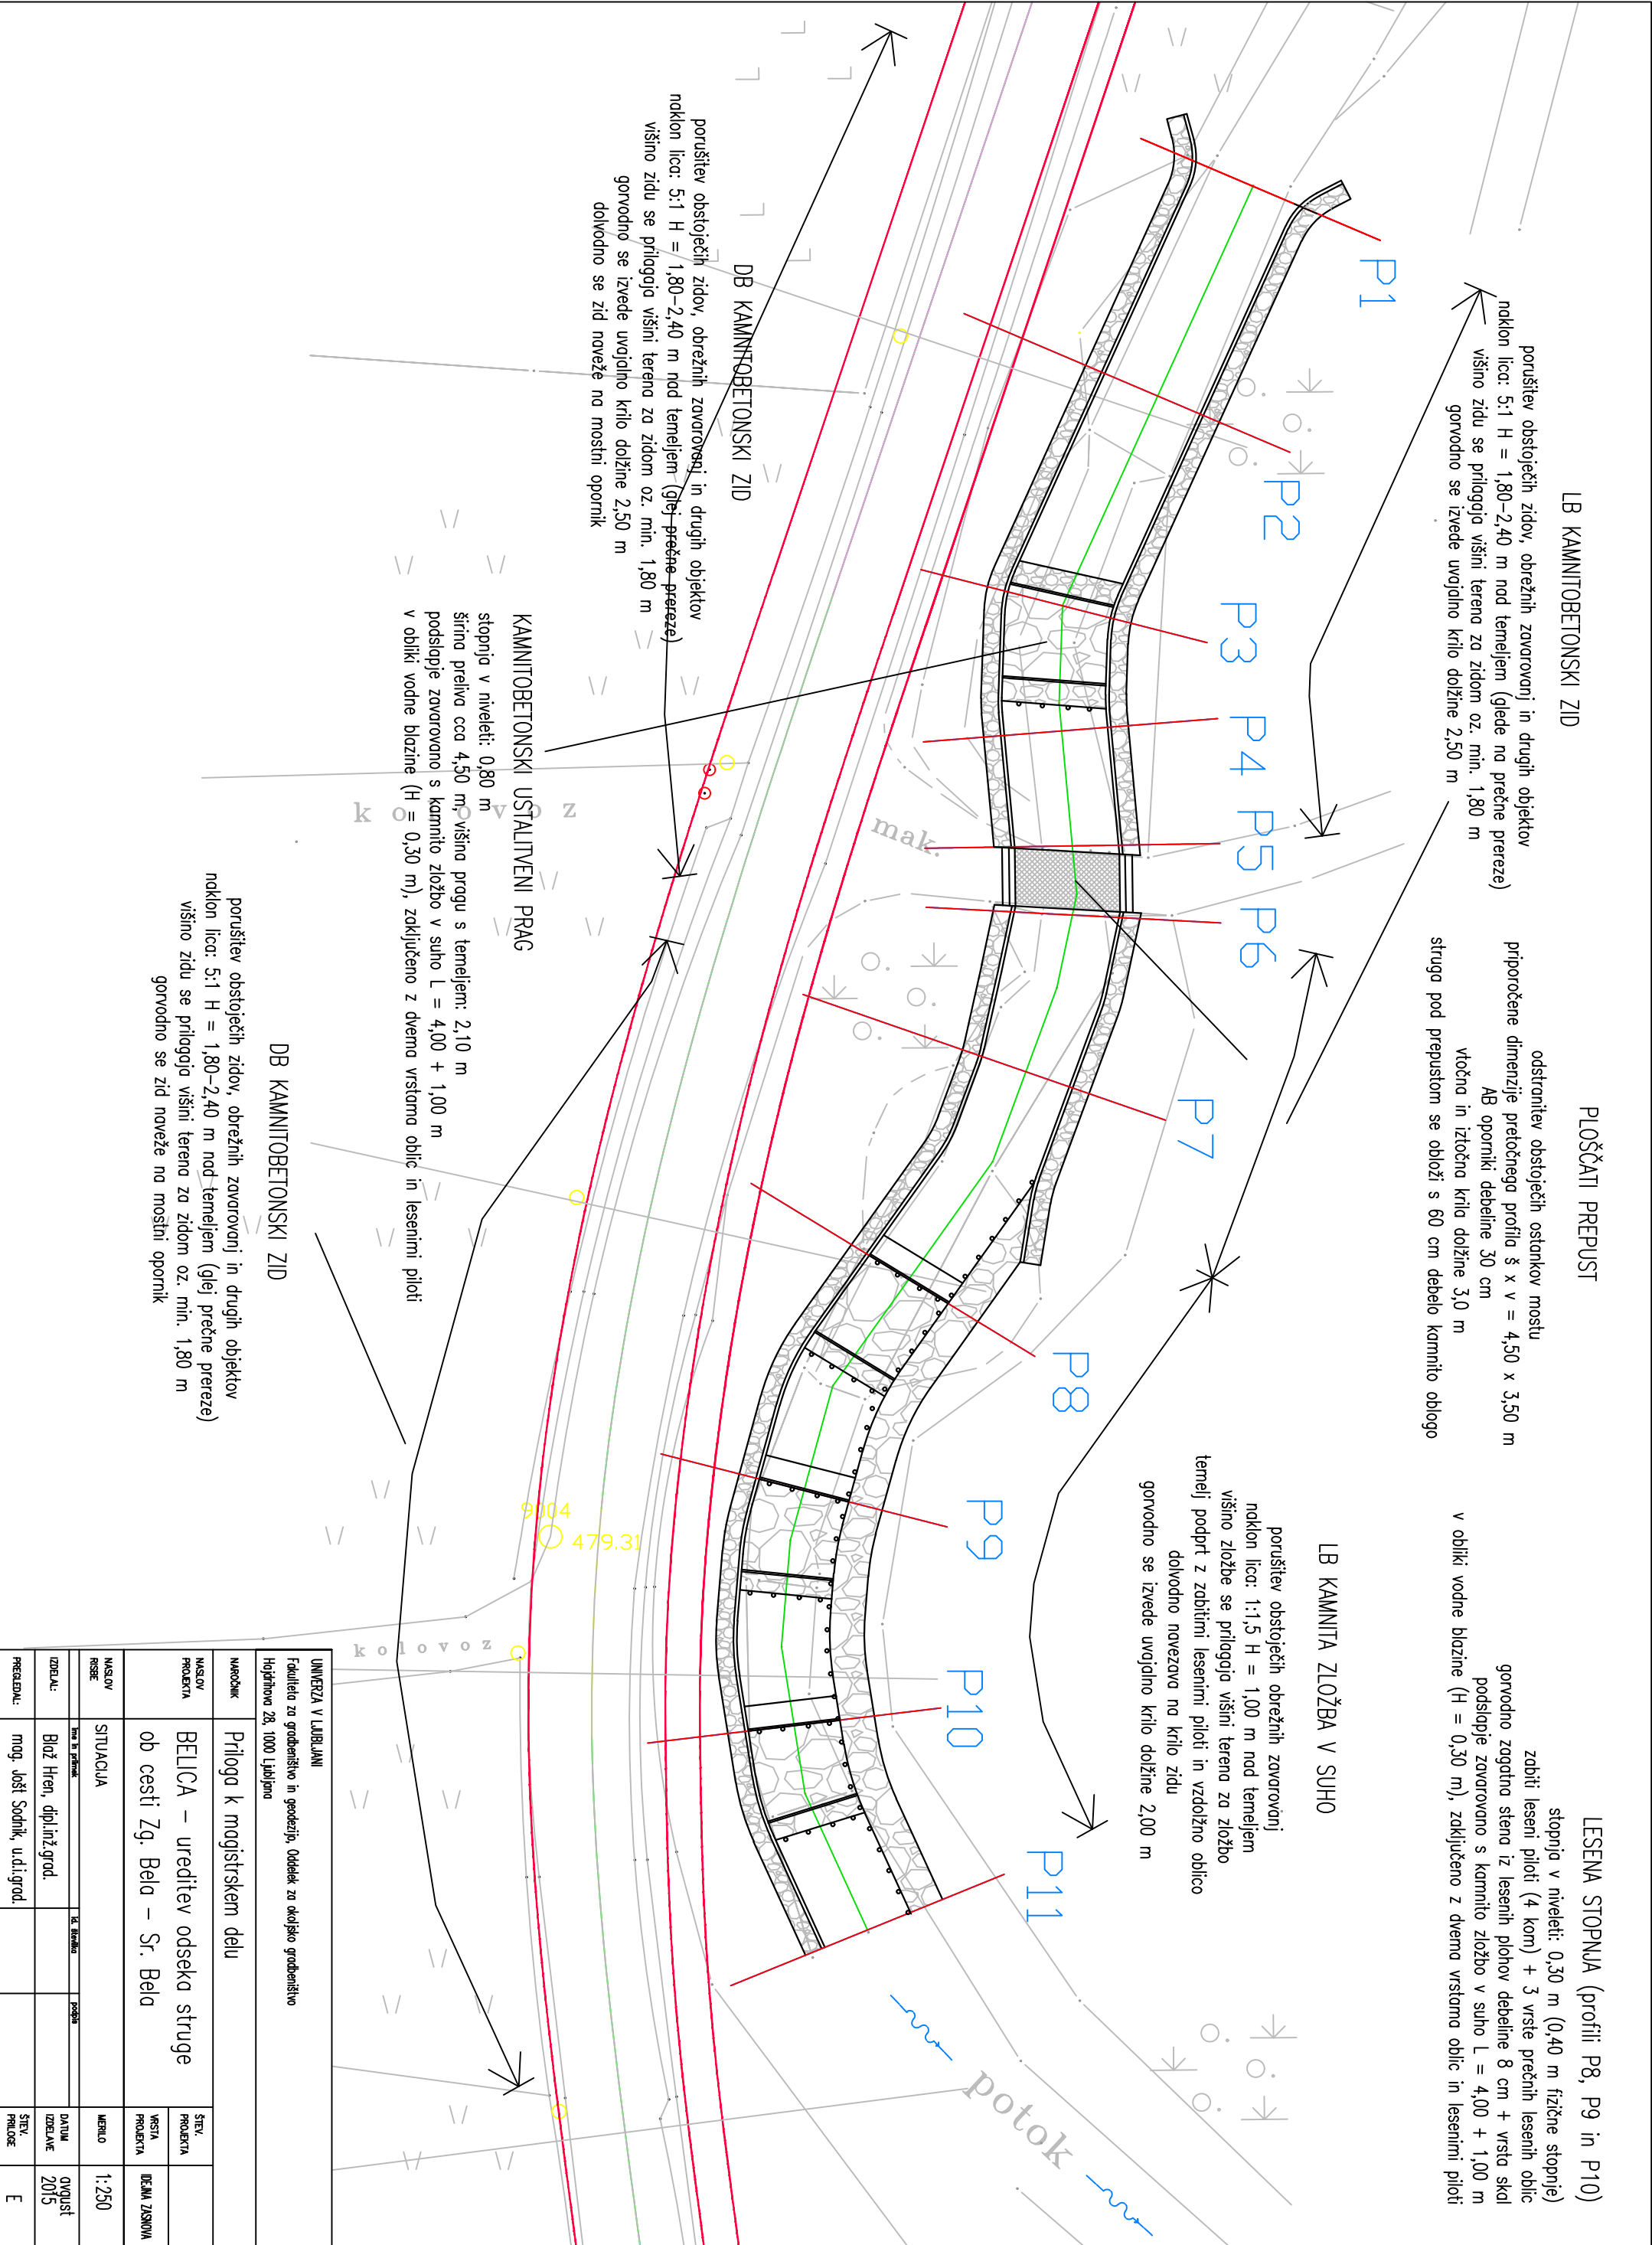 LB KAMNITOBETONSKI ZID
porušitev obstoječih zidov, obrežnih zavarovanj in drugih objektov
naklon lica: 5:1 H = 1,80-2,40 m nad temeljem (glede na prečne prereze)
višino zidu se prilagaja višini terena za zidom oz. min. 1,80 m
gorvodno se izvede uvajalno krilo dolžine 2,50 m
PLOŠČATI PREPUST
odstranitev obstoječih ostankov mostu
priporočene dimenzije pretočnega profila š x v = 4,50 x 3,50 m
AB oporniki debeline 30 cm
vtočna in iztočna krila dolžine 3,0 m
struga pod prepustom se obloži s 60 cm debelo kamnito oblogo
LESENA STOPNJA (profili P8, P9 in P10)
stopnja v niveleti: 0,30 m (0,40 m fizične stopnje)
zabiti leseni piloti (4 kom) + 3 vrste prečnih lesenih oblic
gorvodno zagatna stena iz lesenih plohov debeline 8 cm + vrsta skal
podslapje zavarovano s kamnito zložbo v suho L = 4,00 + 1,00 m
v obliki vodne blazine (H = 0,30 m), zaključeno z dvema vrstama oblic in lesenimi piloti
LB KAMNITA ZLOŽBA V SUHO
porušitev obstoječih obrežnih zavarovanj
naklon lica: 1:1,5 H = 1,00 m nad temeljem
višino zložbe se prilagaja višini terena za zložbo
temelj podprt z zabitimi lesenimi piloti in vzdolžno oblico
dolvodno navezava na krilo zidu
gorvodno se izvede uvajalno krilo dolžine 2,00 m
P1
P2
P3
P4
P5
P6
P7
P8
P9
P10
P11
mak.
potok
DB KAMNITOBETONSKI ZID
porušitev obstoječih zidov, obrežnih zavarovanj in drugih objektov
naklon lica: 5:1 H = 1,80-2,40 m nad temeljem (glej prečne prereze)
višino zidu se prilagaja višini terena za zidom oz. min. 1,80 m
gorvodno se izvede uvajalno krilo dolžine 2,50 m
dolvodno se zid naveže na mostni opornik
KAMNITOBETONSKI USTALITVENI PRAG
stopnja v niveleti: 0,80 m
širina preliva cca 4,50 m, višina pragu s temeljem: 2,10 m
podslapje zavarovano s kamnito zložbo v suho L = 4,00 + 1,00 m
v obliki vodne blazine (H = 0,30 m), zaključeno z dvema vrstama oblic in lesenimi piloti
kolovoz
9004
479.31
kolovoz
DB KAMNITOBETONSKI ZID
porušitev obstoječih zidov, obrežnih zavarovanj in drugih objektov
naklon lica: 5:1 H = 1,80-2,40 m nad temeljem (glej prečne prereze)
višino zidu se prilagaja višini terena za zidom oz. min. 1,80 m
gorvodno se zid naveže na mostni opornik
UNIVERZA V LJUBLJANI
Fakulteta za gradbeništvo in geodezijo, Oddelek za okoljsko gradbeništvo
Hajdrihova 28, 1000 Ljubljana
NAROČNIK Priloga k magistrskem delu
NASLOV PROJEKTA BELICA - ureditev odseka struge
ob cesti Zg. Bela - Sr. Bela
ŠTEV. PROJEKTA
VRSTA PROJEKTA IDEJNA ZASNOVA
NASLOV RISBE SITUACIJA
MERILO 1:250
Ime in priimek Id. številka podpis
IZDELAL: Blaž Hren, dipl.inž.grad.
DATUM IZDELAVE avgust 2015
PREGLEDAL: mag. Jošt Sodnik, u.d.i.grad.
ŠTEV. PRILOGE E